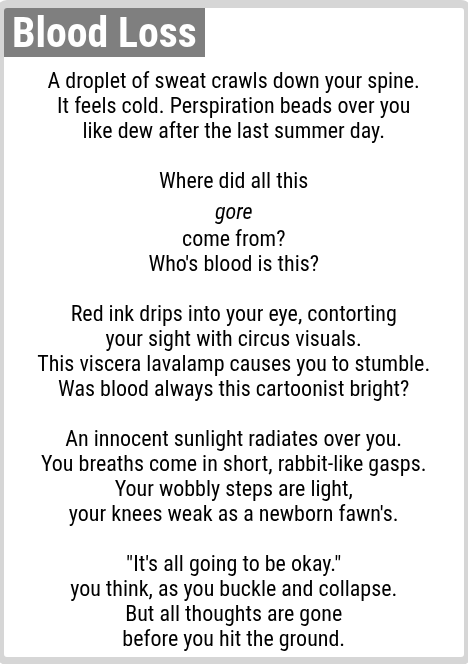 Blood Loss
A droplet of sweat crawls down your spine.
It feels cold. Perspiration beads over you
like dew after the last summer day.
Where did all this
gore
come from?
Who's blood is this?
Red ink drips into your eye, contorting
your sight with circus visuals.
This viscera lavalamp causes you to stumble.
Was blood always this cartoonist bright?
An innocent sunlight radiates over you.
You breaths come in short, rabbit-like gasps.
Your wobbly steps are light,
your knees weak as a newborn fawn's.
"It's all going to be okay."
you think, as you buckle and collapse.
But all thoughts are gone
before you hit the ground.